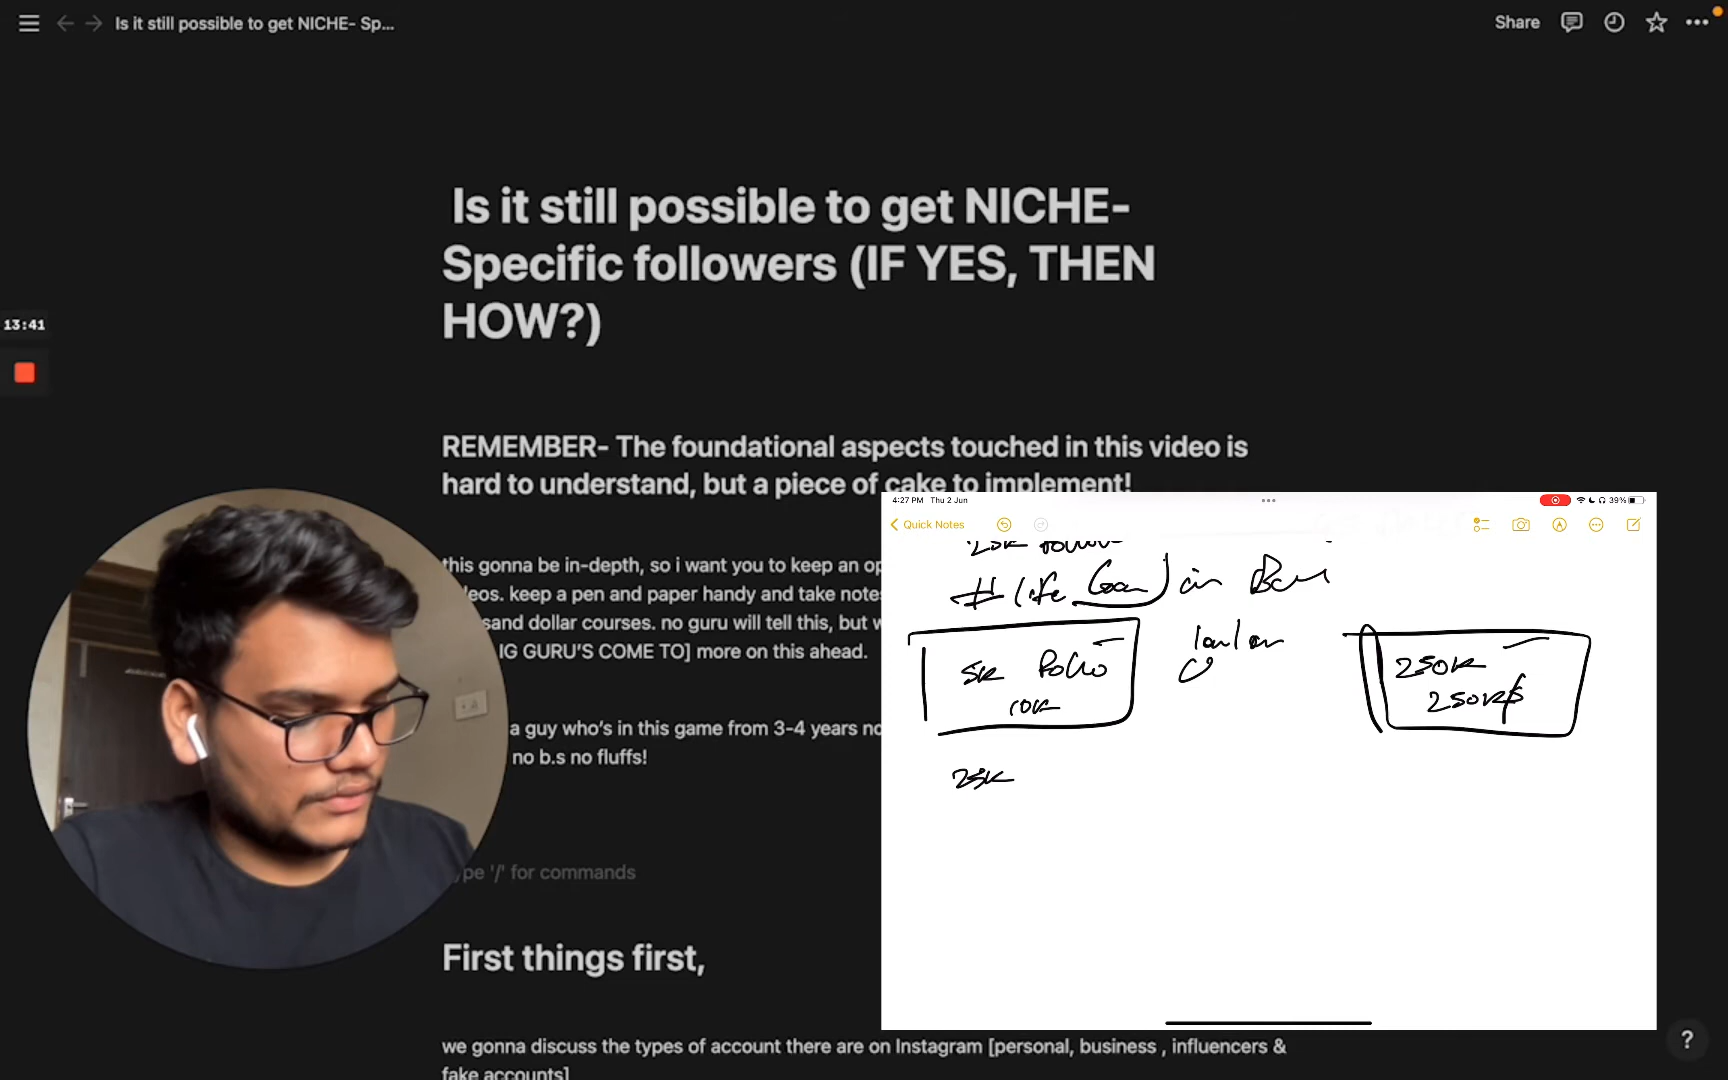 Is it still possible to get NICHE- Sp...
Share
Is it still possible to get NICHE-
Specific followers (IF YES, THEN
HOW?)
13:41
REMEMBER- The foundational aspects touched in this video is
hard to understand, but a piece of cake to implement!
this gonna be in-depth, so i want you to keep an op
eos. keep a pen and paper handy and take note
sand dollar courses. no guru will tell this, but w
IG GURU'S COME TO] more on this ahead.
a guy who's in this game from 3-4 years no
no b.s no fluffs!
ype '/' for commands
First things first,
we gonna discuss the types of account there are on Instagram [personal, business , influencers &
fake accounts]
4:27 PM Thu 2 Jun
39%
Quick Notes
# life in
5K
10K
250K
250K$
25K
?